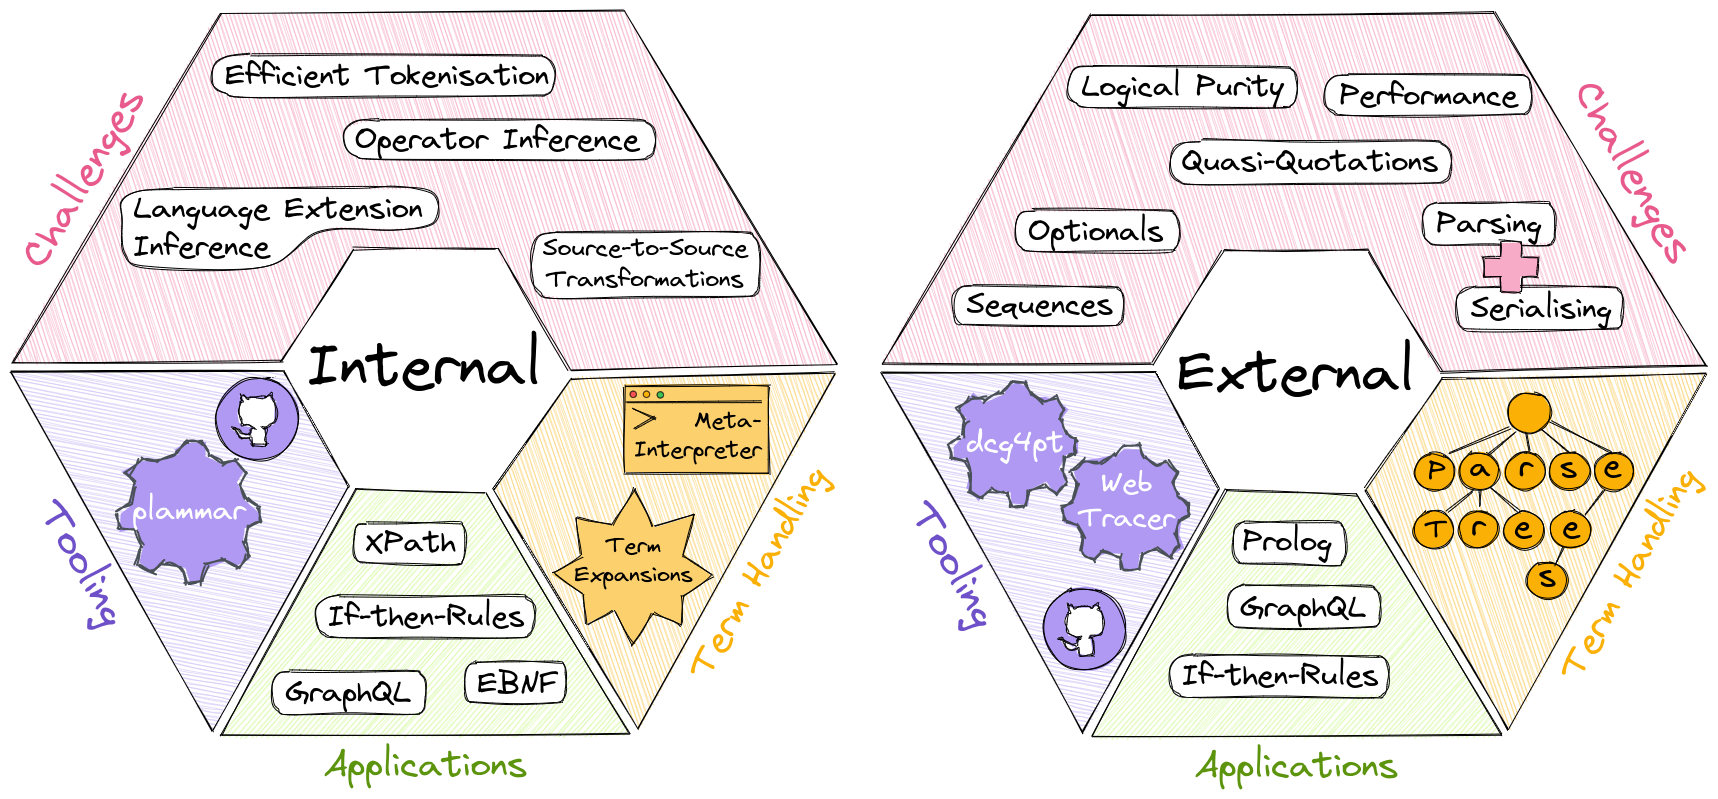 Challenges
Efficient Tokenisation
Operator Inference
Language Extension
Inference
Source-to-Source
Transformations
Internal
Tooling
plammar
>
Meta-
Interpreter
Term
Expansions
Term Handling
XPath
If-then-Rules
GraphQL
EBNF
Applications
Challenges
Logical Purity
Performance
Quasi-Quotations
Optionals
Parsing
Serialising
Sequences
External
Tooling
dcg4pt
Web
Tracer
Parse
Tree
s
Term Handling
Prolog
GraphQL
If-then-Rules
Applications